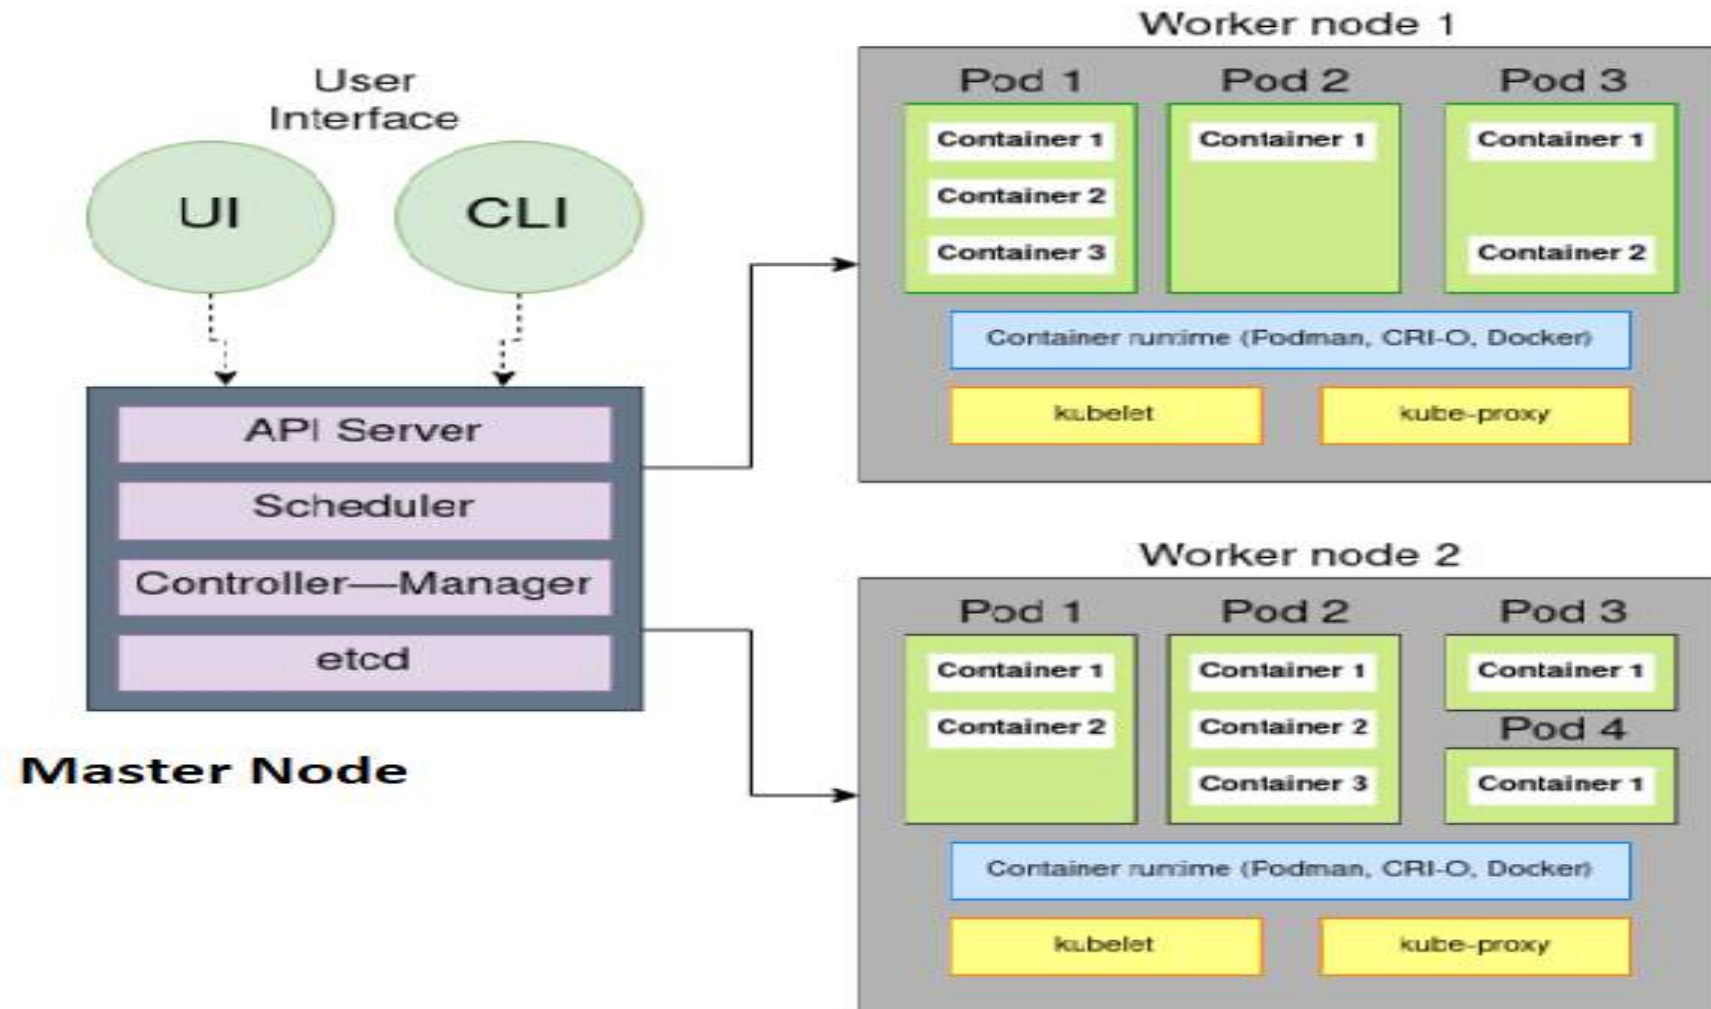 User
Interface
UI
CLI
API Server
Scheduler
Controller—Manager
etcd
Master Node
Worker node 1
Pod 1
Container 1
Container 2
Container 3
Pod 2
Container 1
Pod 3
Container 1
Container 2
Container runtime (Podman, CRI-O, Docker)
kubelet
kube-proxy
Worker node 2
Pod 1
Container 1
Container 2
Pod 2
Container 1
Container 2
Container 3
Pod 3
Container 1
Pod 4
Container 1
Container runtime (Podman, CRI-O, Docker)
kubelet
kube-proxy